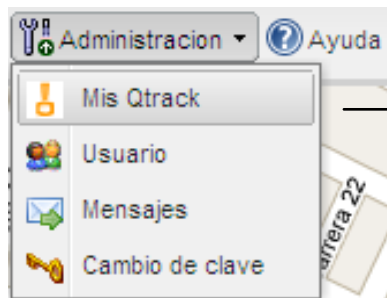 Administracion Ayuda
Mis Qtrack
Usuario
Mensajes
Cambio de clave
arrera 22